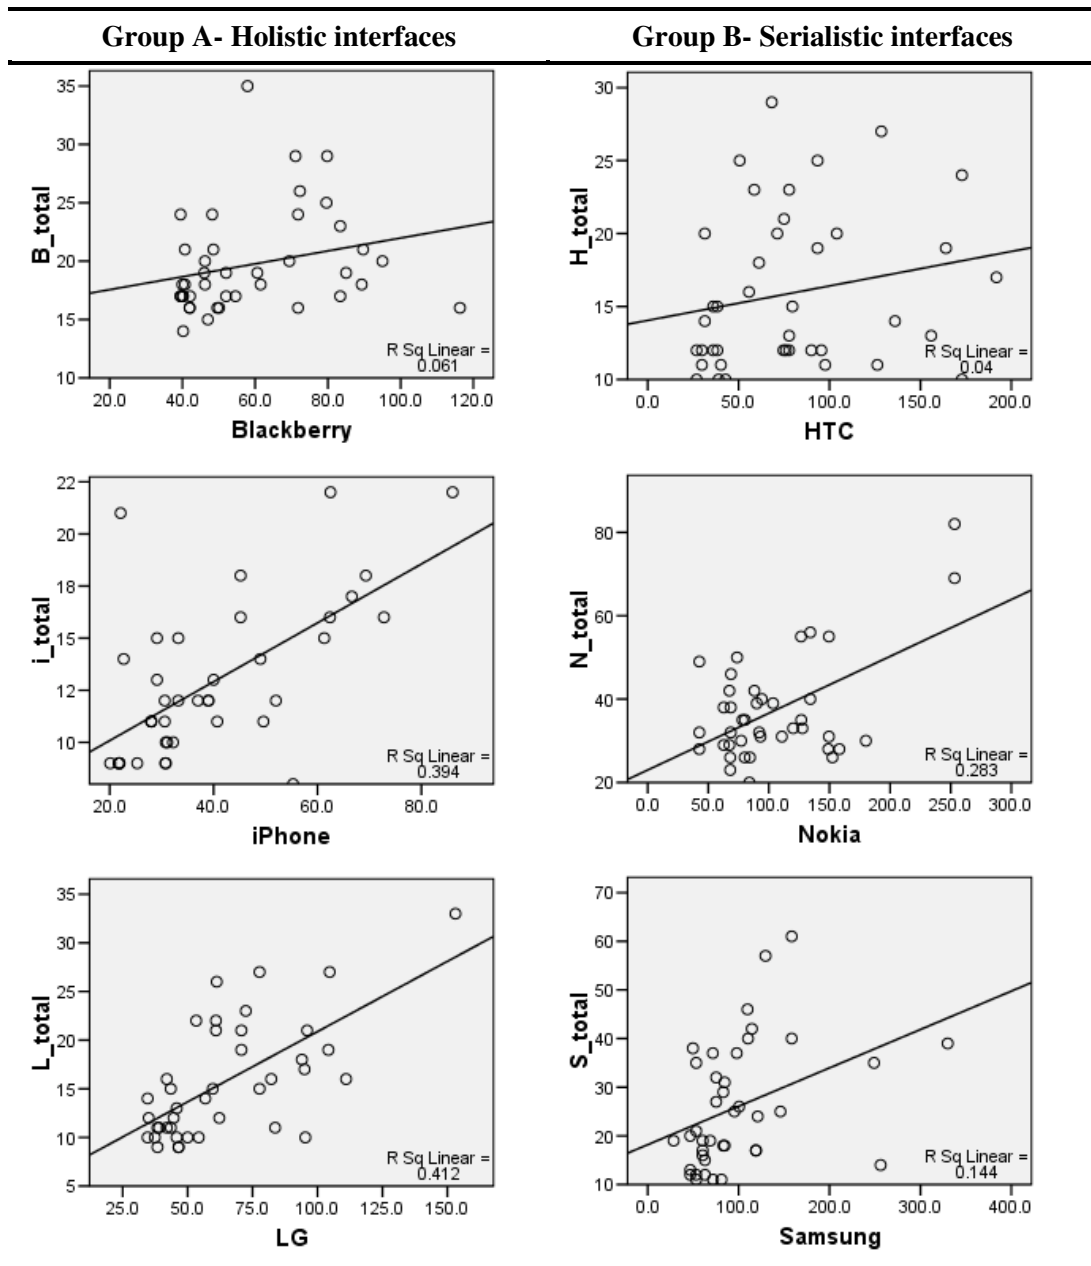 Group A- Holistic interfaces
Group B- Serialistic interfaces
B_total
35
30
25
20
15
10
20.0 40.0 60.0 80.0 100.0 120.0
R Sq Linear =
0.061
Blackberry
H_total
30
25
20
15
10
0.0 50.0 100.0 150.0 200.0
R Sq Linear =
0.04
HTC
i_total
22
20
18
15
12
10
20.0 40.0 60.0 80.0
R Sq Linear =
0.394
iPhone
N_total
80
60
40
20
0.0 50.0 100.0 150.0 200.0 250.0 300.0
R Sq Linear =
0.283
Nokia
L_total
35
30
25
20
15
10
5
25.0 50.0 75.0 100.0 125.0 150.0
R Sq Linear =
0.412
LG
S_total
70
60
50
40
30
20
10
0.0 100.0 200.0 300.0 400.0
R Sq Linear =
0.144
Samsung